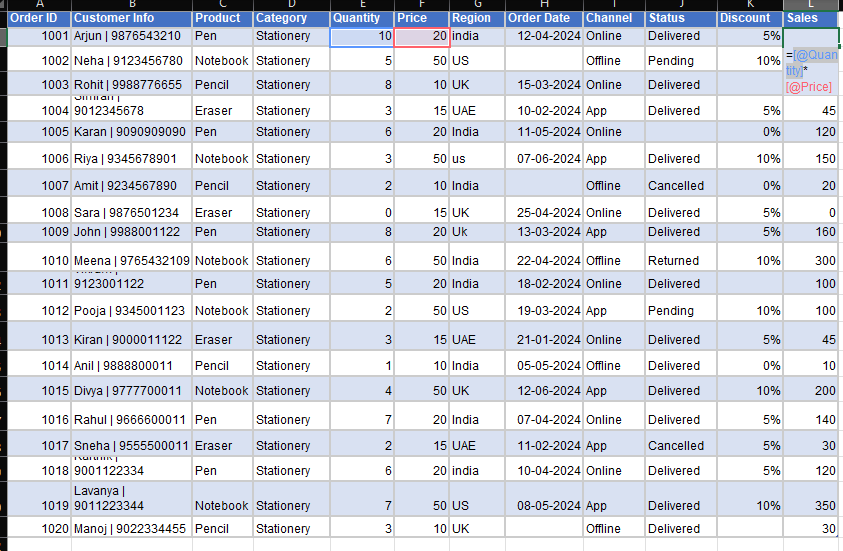 A B C D E F G H I J K L
Order ID Customer Info Product Category Quantity Price Region Order Date Channel Status Discount Sales
1001 Arjun | 9876543210 Pen Stationery 10 20 india 12-04-2024 Online Delivered 5%
1002 Neha | 9123456780 Notebook Stationery 5 50 US Offline Pending 10% =[@Quan
tity]*
1003 Rohit | 9988776655 Pencil Stationery 8 10 UK 15-03-2024 Online Delivered [@Price]
Simran |
1004 9012345678 Eraser Stationery 3 15 UAE 10-02-2024 App Delivered 5% 45
1005 Karan | 9090909090 Pen Stationery 6 20 India 11-05-2024 Online 0% 120
1006 Riya | 9345678901 Notebook Stationery 3 50 us 07-06-2024 App Delivered 10% 150
1007 Amit | 9234567890 Pencil Stationery 2 10 India Offline Cancelled 0% 20
1008 Sara | 9876501234 Eraser Stationery 0 15 UK 25-04-2024 Online Delivered 5% 0
1009 John | 9988001122 Pen Stationery 8 20 Uk 13-03-2024 App Delivered 5% 160
1010 Meena | 9765432109 Notebook Stationery 6 50 India 22-04-2024 Offline Returned 10% 300
1011 9123001122 Pen Stationery 5 20 India 18-02-2024 Online Delivered 100
1012 Pooja | 9345001123 Notebook Stationery 2 50 US 19-03-2024 App Pending 10% 100
1013 Kiran | 9000011122 Eraser Stationery 3 15 UAE 21-01-2024 Online Delivered 5% 45
1014 Anil | 9888800011 Pencil Stationery 1 10 India 05-05-2024 Offline Delivered 0% 10
1015 Divya | 9777700011 Notebook Stationery 4 50 UK 12-06-2024 App Delivered 10% 200
1016 Rahul | 9666600011 Pen Stationery 7 20 India 07-04-2024 Online Delivered 5% 140
1017 Sneha | 9555500011 Eraser Stationery 2 15 UAE 11-02-2024 App Cancelled 5% 30
Karthik |
1018 9001122334 Pen Stationery 6 20 india 10-04-2024 Online Delivered 5% 120
Lavanya |
1019 9011223344 Notebook Stationery 7 50 US 08-05-2024 App Delivered 10% 350
1020 Manoj | 9022334455 Pencil Stationery 3 10 UK Offline Delivered 30